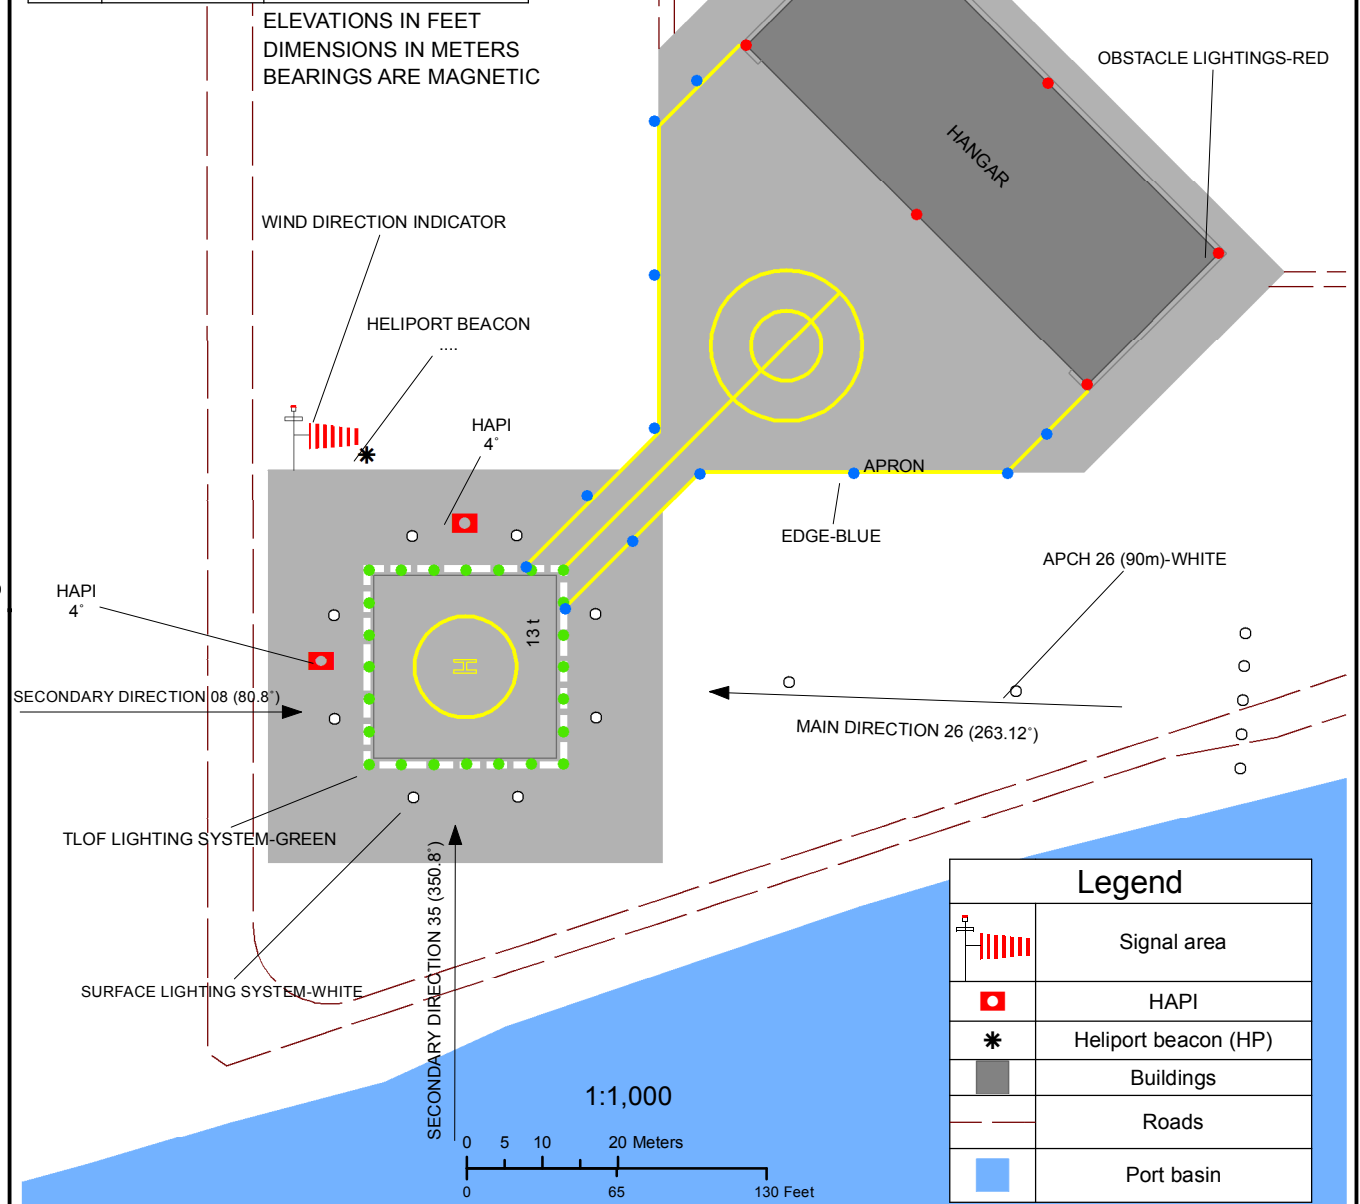 ELEVATIONS IN FEET
DIMENSIONS IN METERS
BEARINGS ARE MAGNETIC
OBSTACLE LIGHTINGS-RED
HANGAR
WIND DIRECTION INDICATOR
HELIPORT BEACON
....
HAPI
4°
APRON
EDGE-BLUE
APCH 26 (90m)-WHITE
HAPI
4°
13 t
H
SECONDARY DIRECTION 08 (80.8°)
MAIN DIRECTION 26 (263.12°)
TLOF LIGHTING SYSTEM-GREEN
SECONDARY DIRECTION 35 (350.8°)
SURFACE LIGHTING SYSTEM-WHITE
Legend
Signal area
HAPI
Heliport beacon (HP)
Buildings
Roads
Port basin
1:1,000
0 5 10 20 Meters
0 65 130 Feet